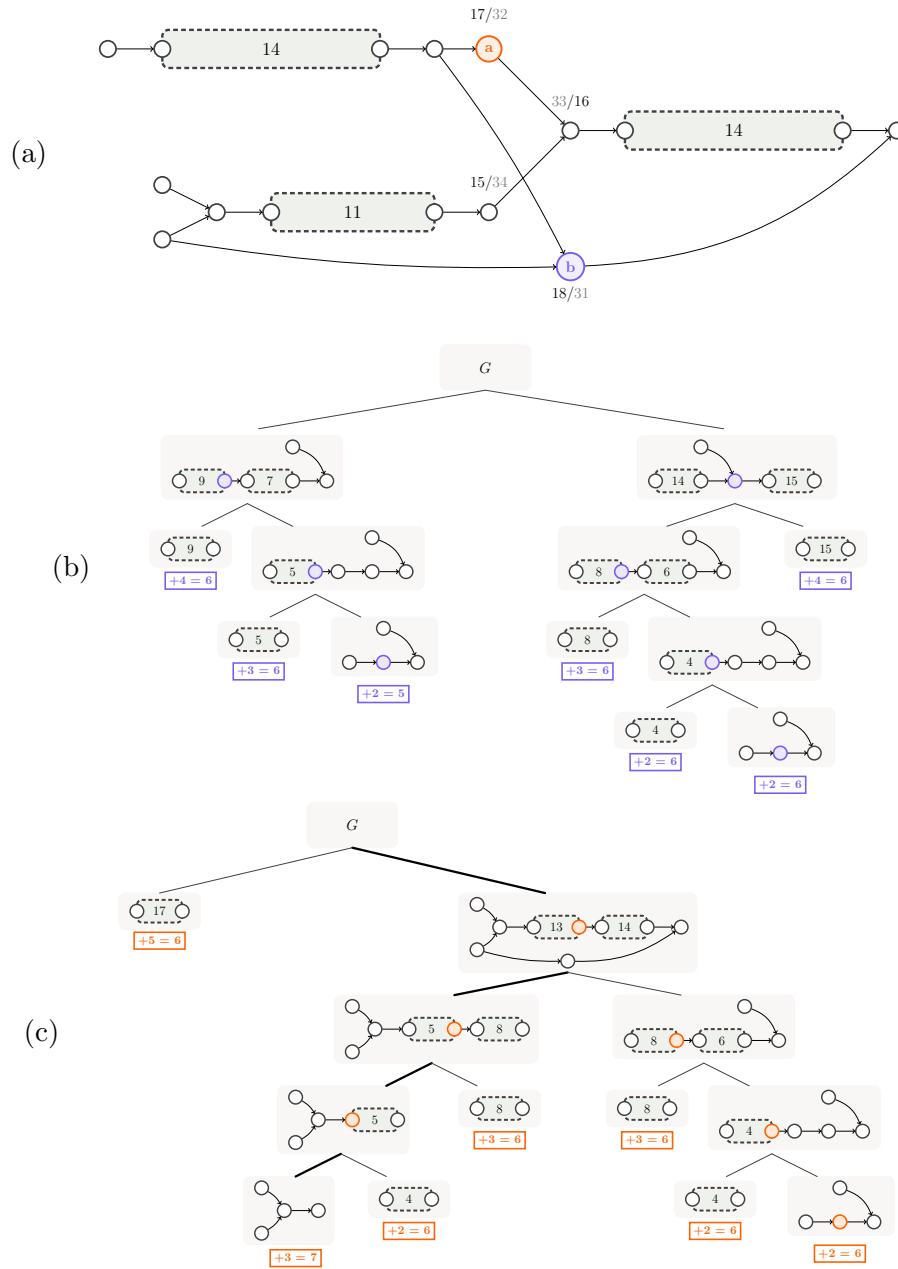 17/32
a
14
33/16
14
(a)
15/34
11
b
18/31
G
9 7
14 15
9
+4 = 6
5
8 6
15
+4 = 6
(b)
5
+3 = 6
+2 = 5
8
+3 = 6
4
4
+2 = 6
+2 = 6
G
17
+5 = 6
13 14
(c)
5 8
8 6
5
8
+3 = 6
8
+3 = 6
4
+3 = 7
4
+2 = 6
4
+2 = 6
+2 = 6